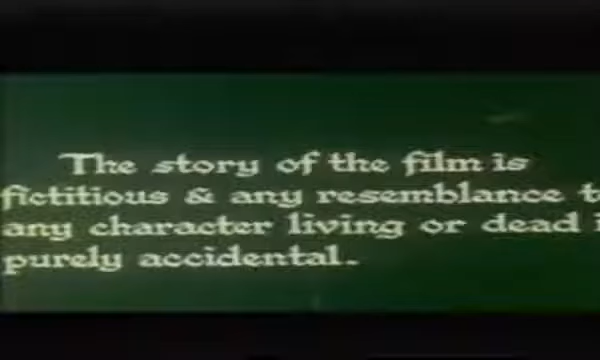 The story of the film is
fictitious & any resemblance t
any character living or dead i
purely accidental.